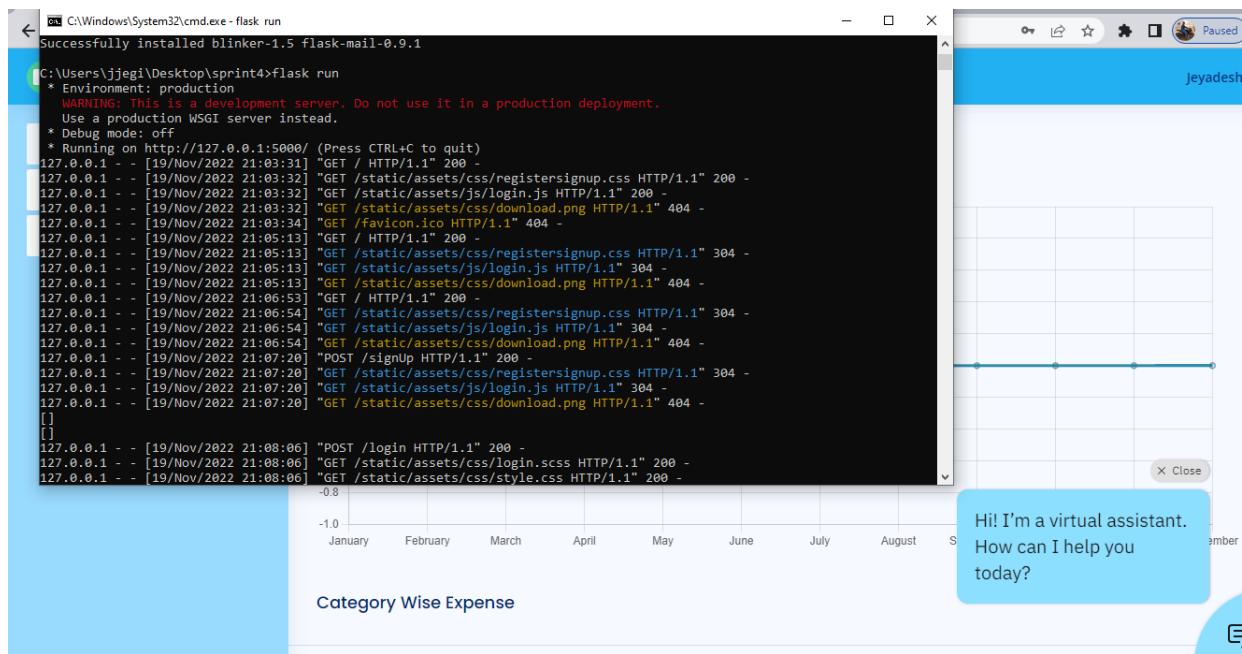 C:\Windows\System32\cmd.exe - flask run
Successfully installed blinker-1.5 flask-mail-0.9.1
C:\Users\jjegi\Desktop\sprint4>flask run
* Environment: production
WARNING: This is a development server. Do not use it in a production deployment.
Use a production WSGI server instead.
* Debug mode: off
* Running on http://127.0.0.1:5000/ (Press CTRL+C to quit)
127.0.0.1 - - [19/Nov/2022 21:03:31] "GET / HTTP/1.1" 200 -
127.0.0.1 - - [19/Nov/2022 21:03:32] "GET /static/assets/css/registersignup.css HTTP/1.1" 200 -
127.0.0.1 - - [19/Nov/2022 21:03:32] "GET /static/assets/js/login.js HTTP/1.1" 200 -
127.0.0.1 - - [19/Nov/2022 21:03:32] "GET /static/assets/css/download.png HTTP/1.1" 404 -
127.0.0.1 - - [19/Nov/2022 21:03:34] "GET /favicon.ico HTTP/1.1" 404 -
127.0.0.1 - - [19/Nov/2022 21:05:13] "GET / HTTP/1.1" 200 -
127.0.0.1 - - [19/Nov/2022 21:05:13] "GET /static/assets/css/registersignup.css HTTP/1.1" 304 -
127.0.0.1 - - [19/Nov/2022 21:05:13] "GET /static/assets/js/login.js HTTP/1.1" 304 -
127.0.0.1 - - [19/Nov/2022 21:05:13] "GET /static/assets/css/download.png HTTP/1.1" 404 -
127.0.0.1 - - [19/Nov/2022 21:06:53] "GET / HTTP/1.1" 200 -
127.0.0.1 - - [19/Nov/2022 21:06:54] "GET /static/assets/css/registersignup.css HTTP/1.1" 304 -
127.0.0.1 - - [19/Nov/2022 21:06:54] "GET /static/assets/js/login.js HTTP/1.1" 304 -
127.0.0.1 - - [19/Nov/2022 21:06:54] "GET /static/assets/css/download.png HTTP/1.1" 404 -
127.0.0.1 - - [19/Nov/2022 21:07:20] "POST /signUp HTTP/1.1" 200 -
127.0.0.1 - - [19/Nov/2022 21:07:20] "GET /static/assets/css/registersignup.css HTTP/1.1" 304 -
127.0.0.1 - - [19/Nov/2022 21:07:20] "GET /static/assets/js/login.js HTTP/1.1" 304 -
127.0.0.1 - - [19/Nov/2022 21:07:20] "GET /static/assets/css/download.png HTTP/1.1" 404 -
[]
[]
127.0.0.1 - - [19/Nov/2022 21:08:06] "POST /login HTTP/1.1" 200 -
127.0.0.1 - - [19/Nov/2022 21:08:06] "GET /static/assets/css/login.scss HTTP/1.1" 200 -
127.0.0.1 - - [19/Nov/2022 21:08:06] "GET /static/assets/css/style.css HTTP/1.1" 200 -
Paused
Jeyadesh
× Close
-0.8
-1.0
January February March April May June July August S ember
Hi! I'm a virtual assistant.
How can I help you
today?
Category Wise Expense